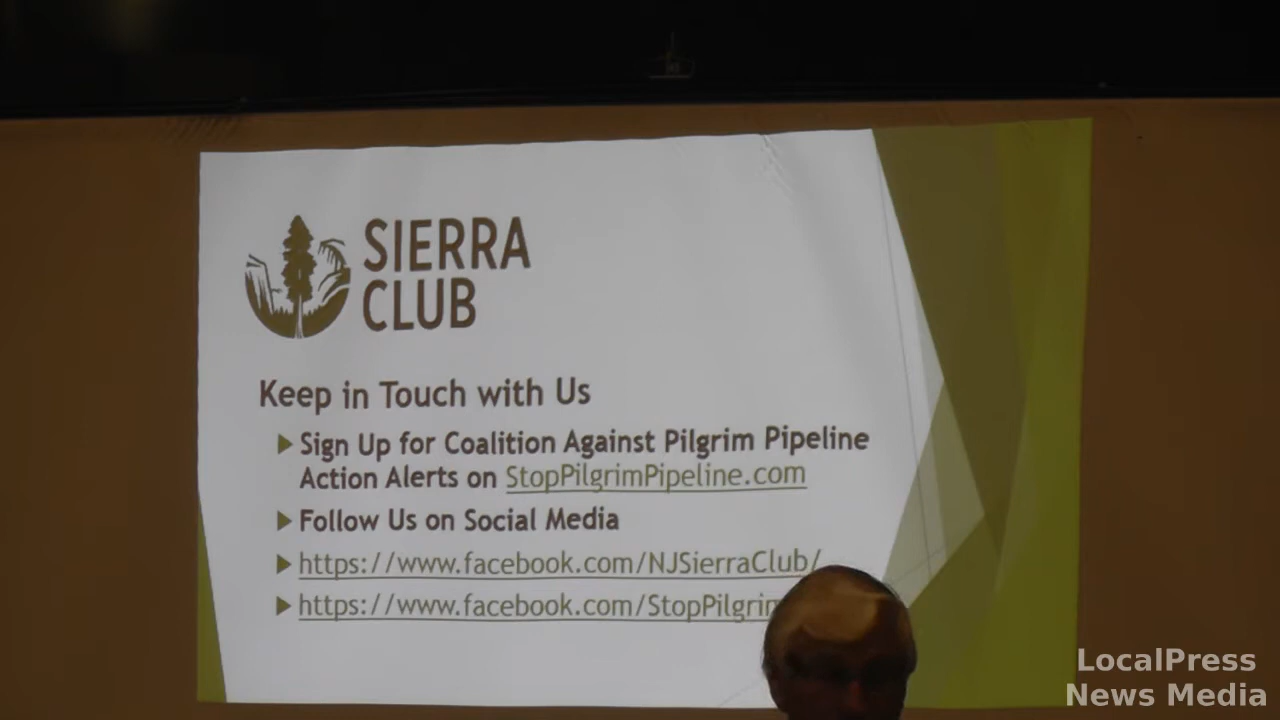 SIERRA
CLUB
Keep in Touch with Us
Sign Up for Coalition Against Pilgrim Pipeline
Action Alerts on StopPilgrimPipeline.com
Follow Us on Social Media
https://www.facebook.com/NJSierraClub/
https://www.facebook.com/StopPilgrim
LocalPress
News Media